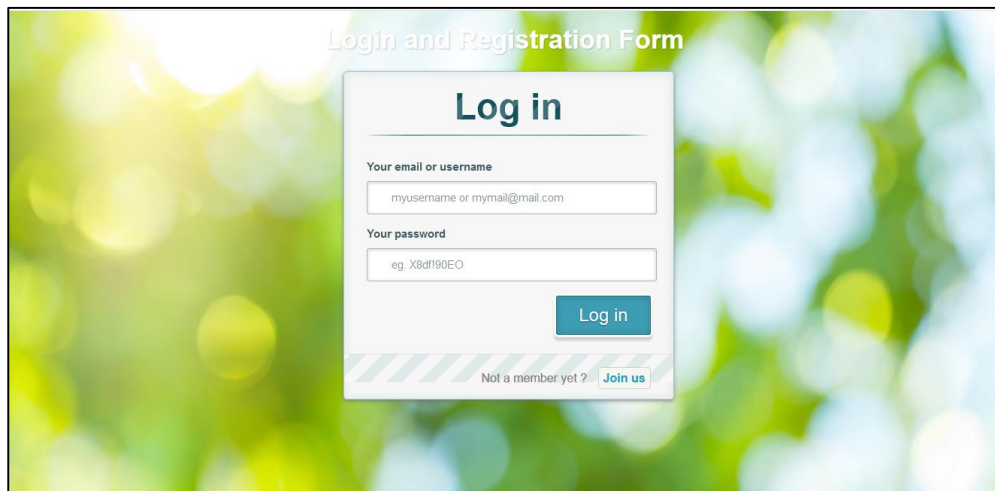 Login and Registration Form
Log in
Your email or username
myusername or mymail@mail.com
Your password
eg. X8df!90EO
Log in
Not a member yet ? Join us